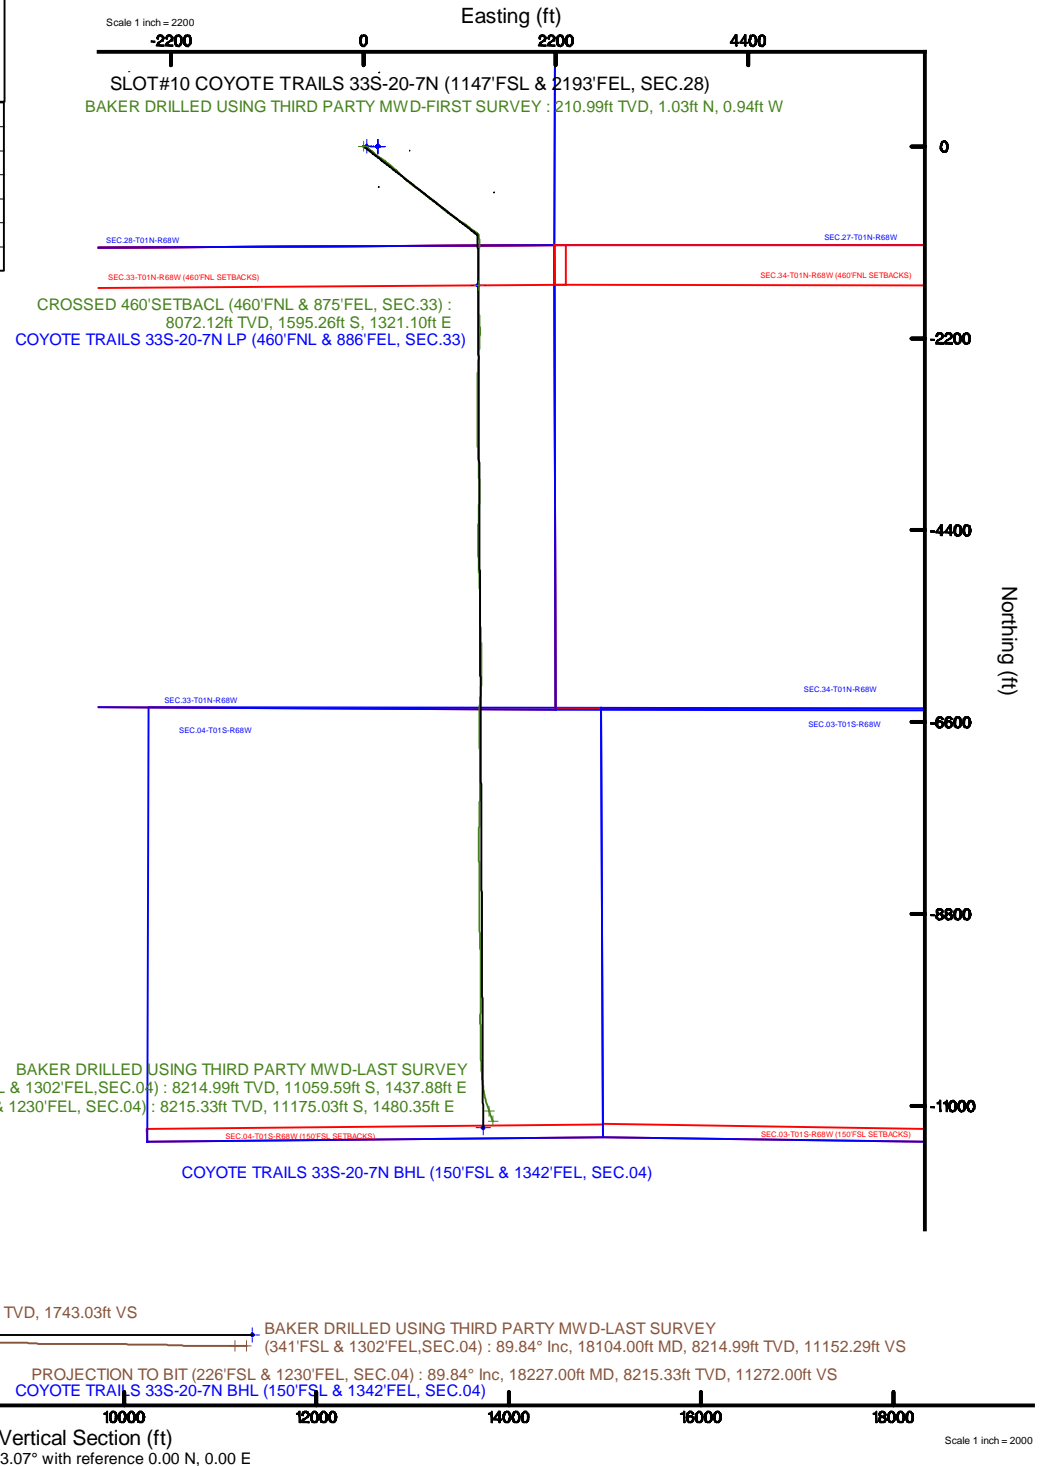 Easting (ft)
Scale 1 inch = 2200
-2200 0 2200 4400
SLOT#10 COYOTE TRAILS 33S-20-7N (1147'FSL & 2193'FEL, SEC.28)
BAKER DRILLED USING THIRD PARTY MWD-FIRST SURVEY : 210.99ft TVD, 1.03ft N, 0.94ft W
0
SEC.28-T01N-R68W
SEC.27-T01N-R68W
SEC.33-T01N-R68W (460'FNL SETBACKS)
SEC.34-T01N-R68W (460'FNL SETBACKS)
CROSSED 460'SETBACL (460'FNL & 875'FEL, SEC.33) :
8072.12ft TVD, 1595.26ft S, 1321.10ft E
COYOTE TRAILS 33S-20-7N LP (460'FNL & 886'FEL, SEC.33)
-2200
-4400
Northing (ft)
SEC.33-T01N-R68W
SEC.34-T01N-R68W
-6600
SEC.04-T01S-R68W
SEC.03-T01S-R68W
-8800
BAKER DRILLED USING THIRD PARTY MWD-LAST SURVEY
& 1302'FEL,SEC.04) : 8214.99ft TVD, 11059.59ft S, 1437.88ft E
& 1230'FEL, SEC.04) : 8215.33ft TVD, 11175.03ft S, 1480.35ft E
-11000
SEC.04-T01S-R68W (150'FSL SETBACKS)
SEC.03-T01S-R68W (150'FSL SETBACKS)
COYOTE TRAILS 33S-20-7N BHL (150'FSL & 1342'FEL, SEC.04)
TVD, 1743.03ft VS
BAKER DRILLED USING THIRD PARTY MWD-LAST SURVEY
(341'FSL & 1302'FEL,SEC.04) : 89.84° Inc, 18104.00ft MD, 8214.99ft TVD, 11152.29ft VS
PROJECTION TO BIT (226'FSL & 1230'FEL, SEC.04) : 89.84° Inc, 18227.00ft MD, 8215.33ft TVD, 11272.00ft VS
COYOTE TRAILS 33S-20-7N BHL (150'FSL & 1342'FEL, SEC.04)
10000 12000 14000 16000 18000
Vertical Section (ft)
Scale 1 inch = 2000
3.07° with reference 0.00 N, 0.00 E